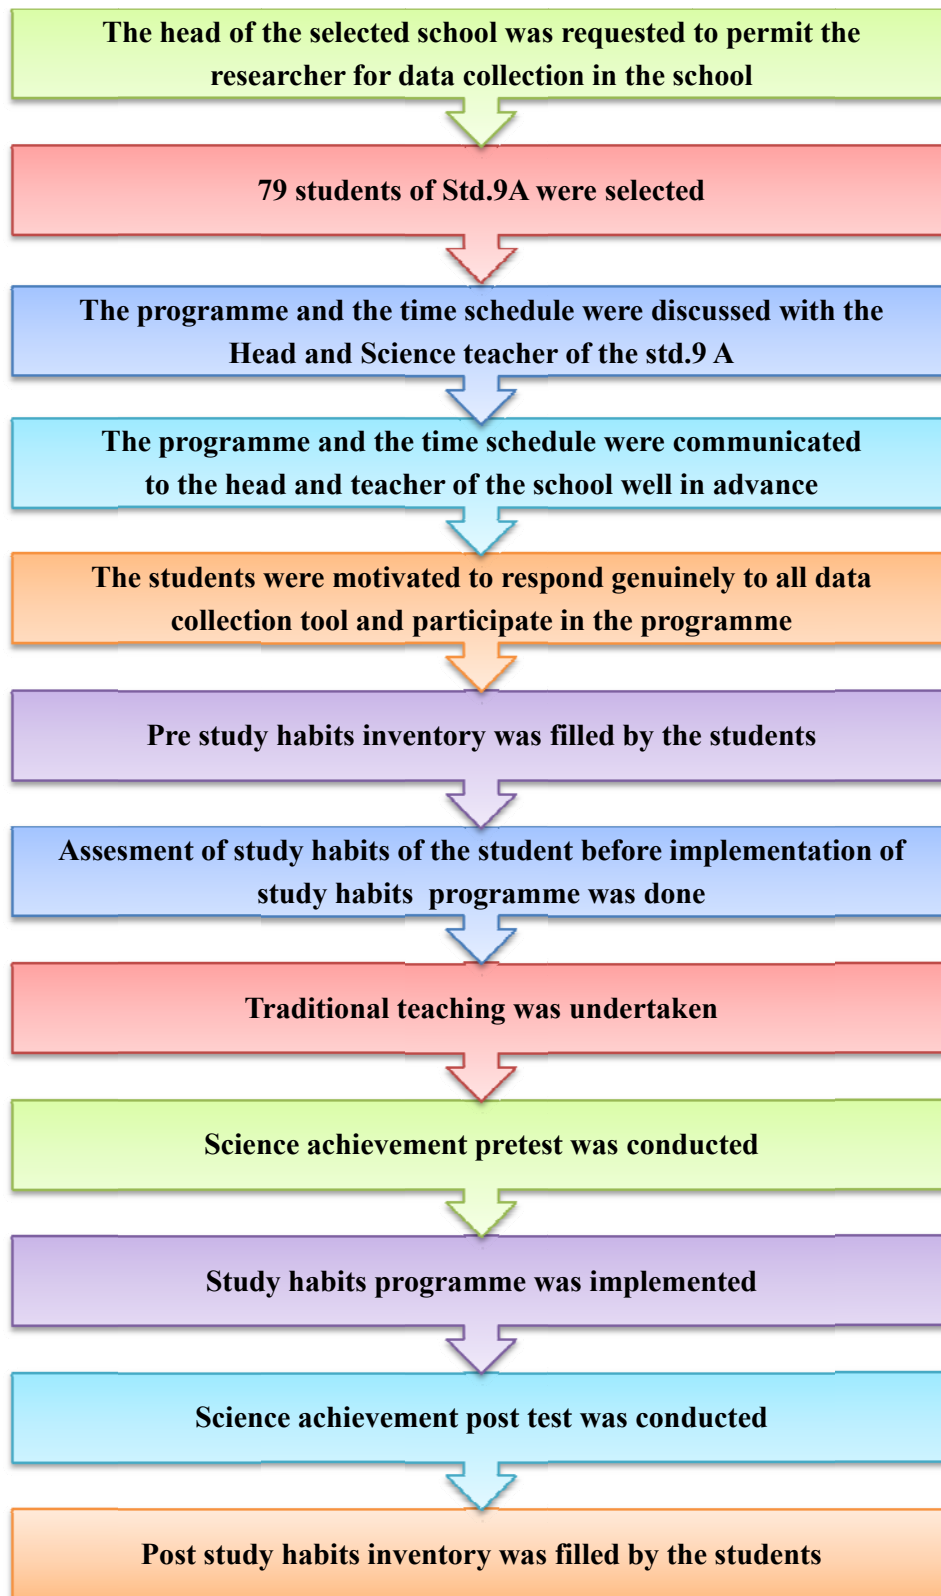 The head of the selected school was requested to permit the
researcher for data collection in the school
79 students of Std.9A were selected
The programme and the time schedule were discussed with the
Head and Science teacher of the std.9 A
The programme and the time schedule were communicated
to the head and teacher of the school well in advance
The students were motivated to respond genuinely to all data
collection tool and participate in the programme
Pre study habits inventory was filled by the students
Assesment of study habits of the student before implementation of
study habits  programme was done
Traditional teaching was undertaken
Science achievement pretest was conducted
Study habits programme was implemented
Science achievement post test was conducted
Post study habits inventory was filled by the students